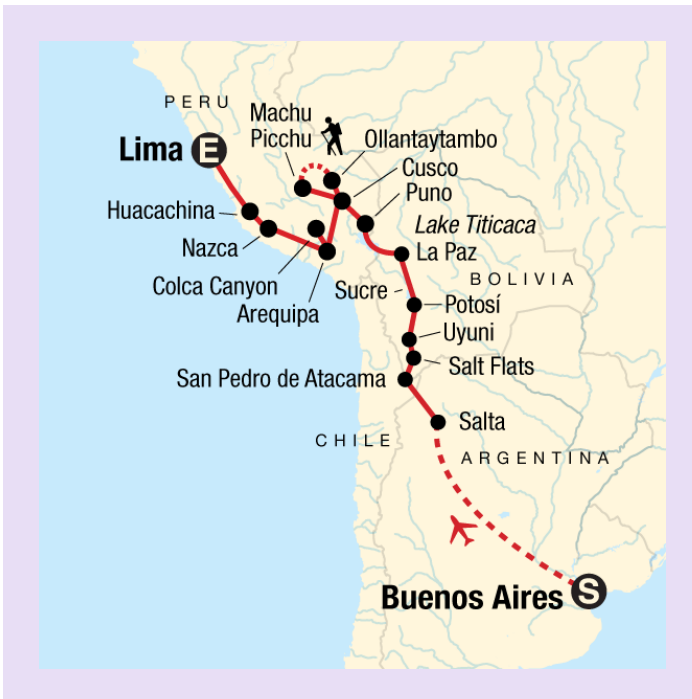 PERU
Machu
Picchu
Ollantaytambo
Lima E
Cusco
Puno
Huacachina
Lake Titicaca
Nazca
La Paz
Colca Canyon
BOLIVIA
Sucre
Arequipa
Potosí
Uyuni
Salt Flats
San Pedro de Atacama
Salta
CHILE
ARGENTINA
Buenos Aires S